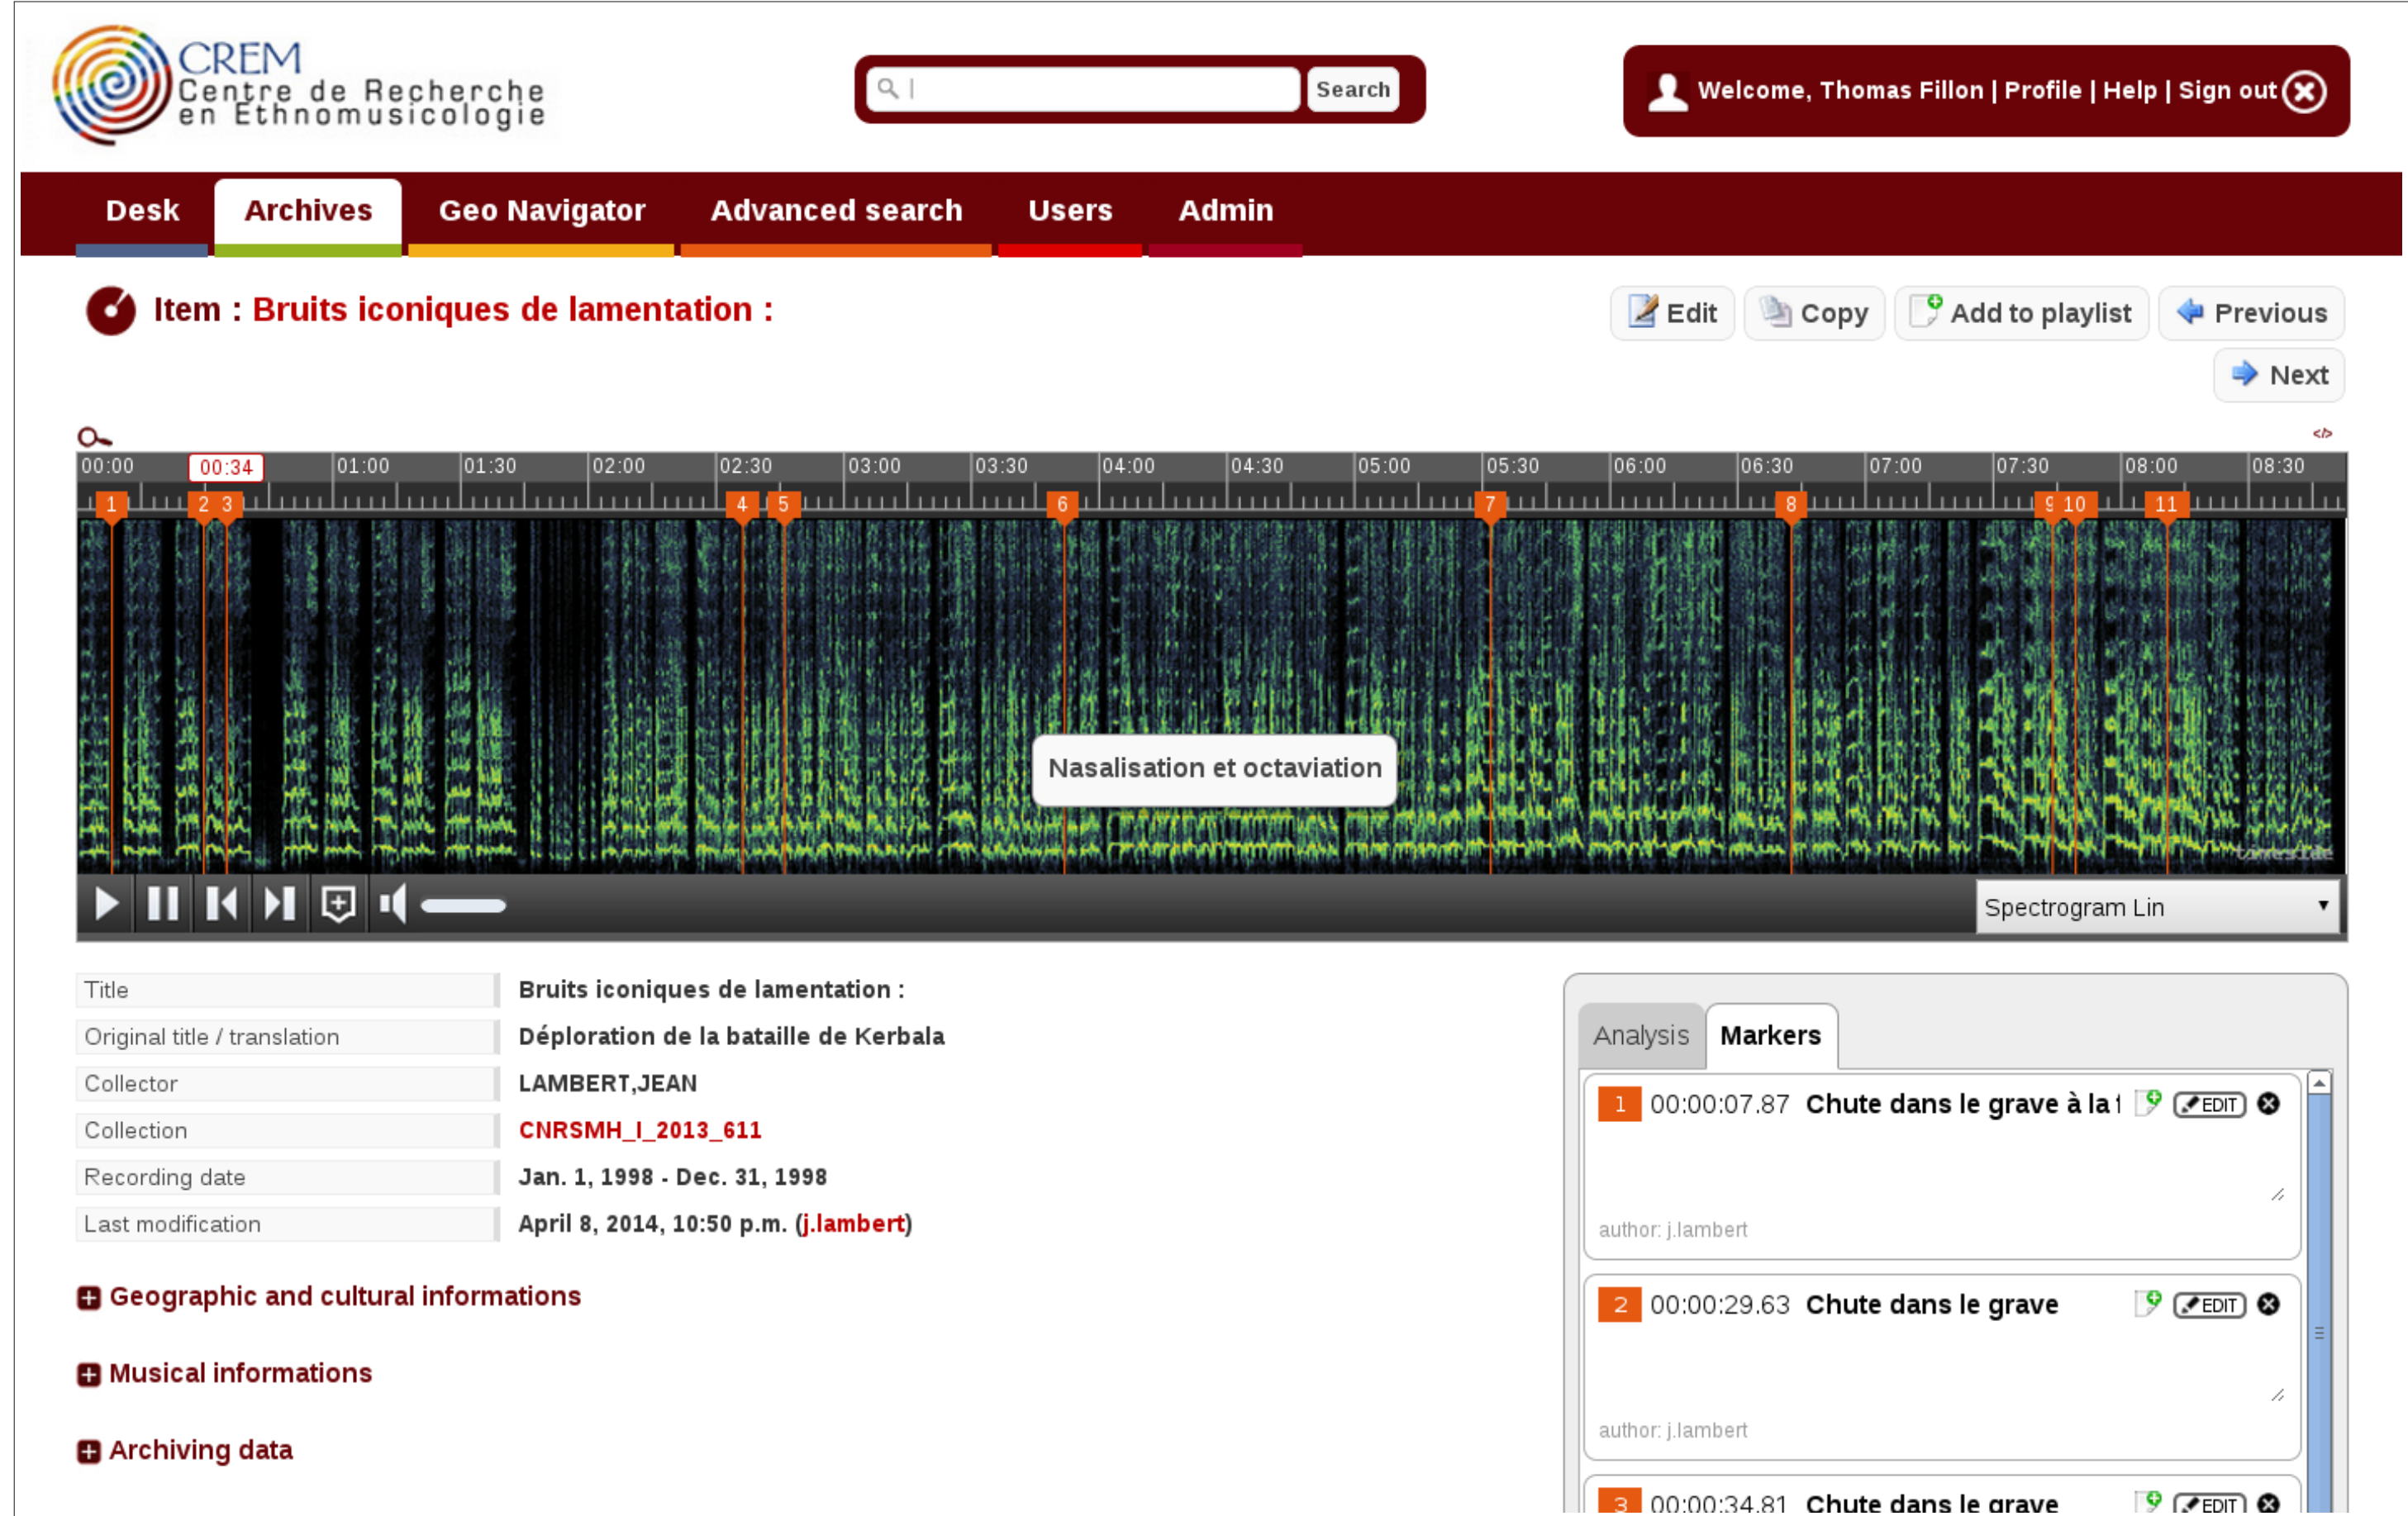 CREM
Centre de Recherche
en Ethnomusicologie
Search
Welcome, Thomas Fillon | Profile | Help | Sign out
Desk Archives Geo Navigator Advanced search Users Admin
Item : Bruits iconiques de lamentation :
Edit Copy Add to playlist Previous
Next
</>
00:00 00:34 01:00 01:30 02:00 02:30 03:00 03:30 04:00 04:30 05:00 05:30 06:00 06:30 07:00 07:30 08:00 08:30
1 2 3 4 5 6 7 8 9 10 11
Nasalisation et octaviation
timeside
Spectrogram Lin
Title Bruits iconiques de lamentation :
Original title / translation Déploration de la bataille de Kerbala
Collector LAMBERT,JEAN
Collection CNRSMH_I_2013_611
Recording date Jan. 1, 1998 - Dec. 31, 1998
Last modification April 8, 2014, 10:50 p.m. (j.lambert)
Geographic and cultural informations
Musical informations
Archiving data
Analysis Markers
1 00:00:07.87 Chute dans le grave à la EDIT
author: j.lambert
2 00:00:29.63 Chute dans le grave EDIT
author: j.lambert
3 00:00:34.81 Chute dans le grave EDIT